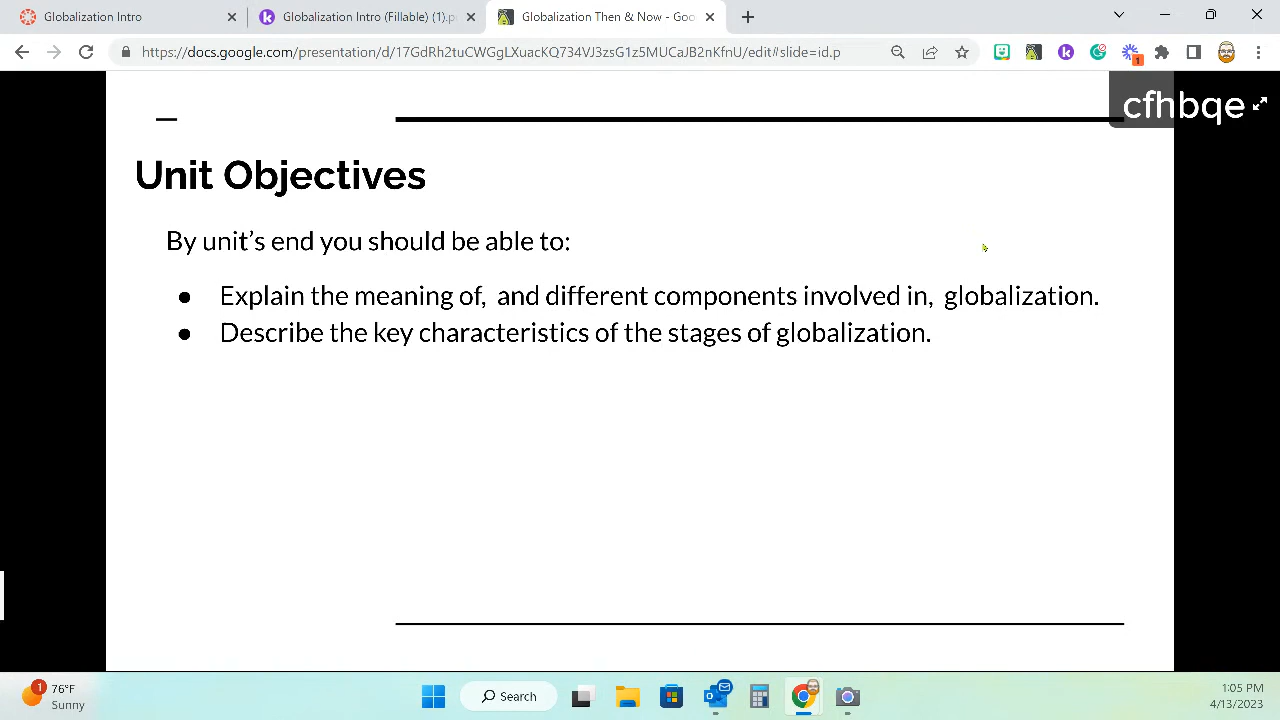 Globalization Intro
Globalization Intro (Fillable) (1).p
Globalization Then & Now - Goo
https://docs.google.com/presentation/d/17GdRh2tuCWGgLXuacKQ734VJ3zsG1z5MUCaJB2nKfnU/edit#slide=id.p
1
cfhbqe
Unit Objectives
By unit’s end you should be able to:
● Explain the meaning of, and different components involved in, globalization.
● Describe the key characteristics of the stages of globalization.
1
76°F
Sunny
Search
1:05 PM
4/13/2023